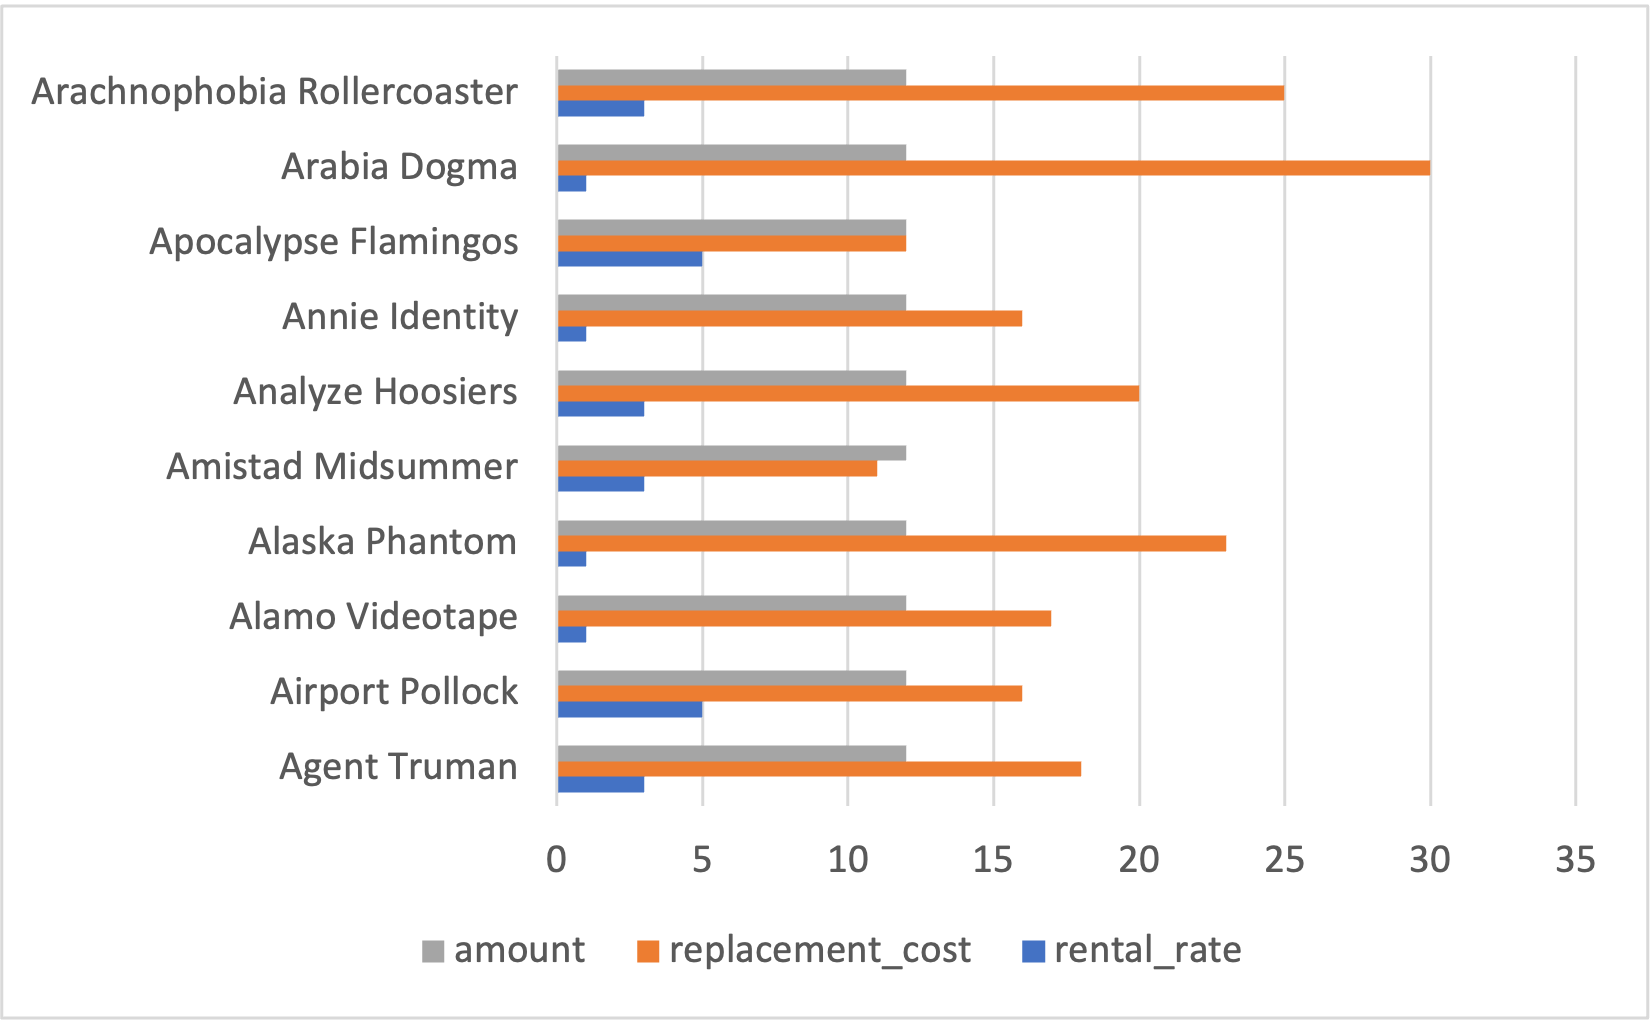 Arachnophobia Rollercoaster
Arabia Dogma
Apocalypse Flamingos
Annie Identity
Analyze Hoosiers
Amistad Midsummer
Alaska Phantom
Alamo Videotape
Airport Pollock
Agent Truman
0 5 10 15 20 25 30 35
amount replacement_cost rental_rate